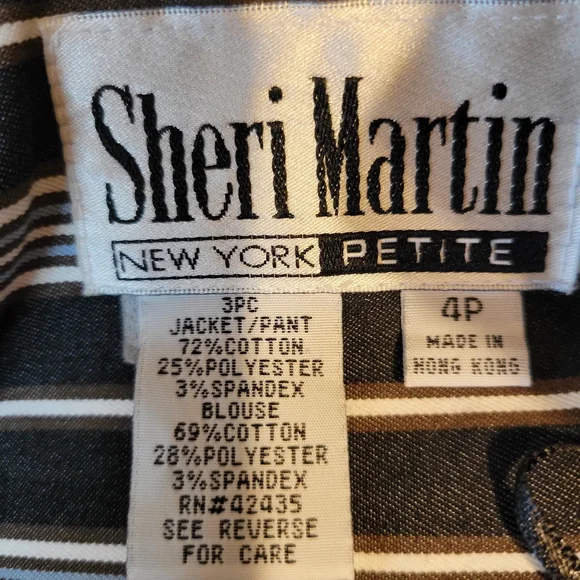 Sheri Martin
NEW YORK PETITE
3PC
JACKET/PANT
72%COTTON
25%POLYESTER
3%SPANDEX
BLOUSE
69%COTTON
28%POLYESTER
3%SPANDEX
RN#42435
SEE REVERSE
FOR CARE
4P
MADE IN
HONG KONG